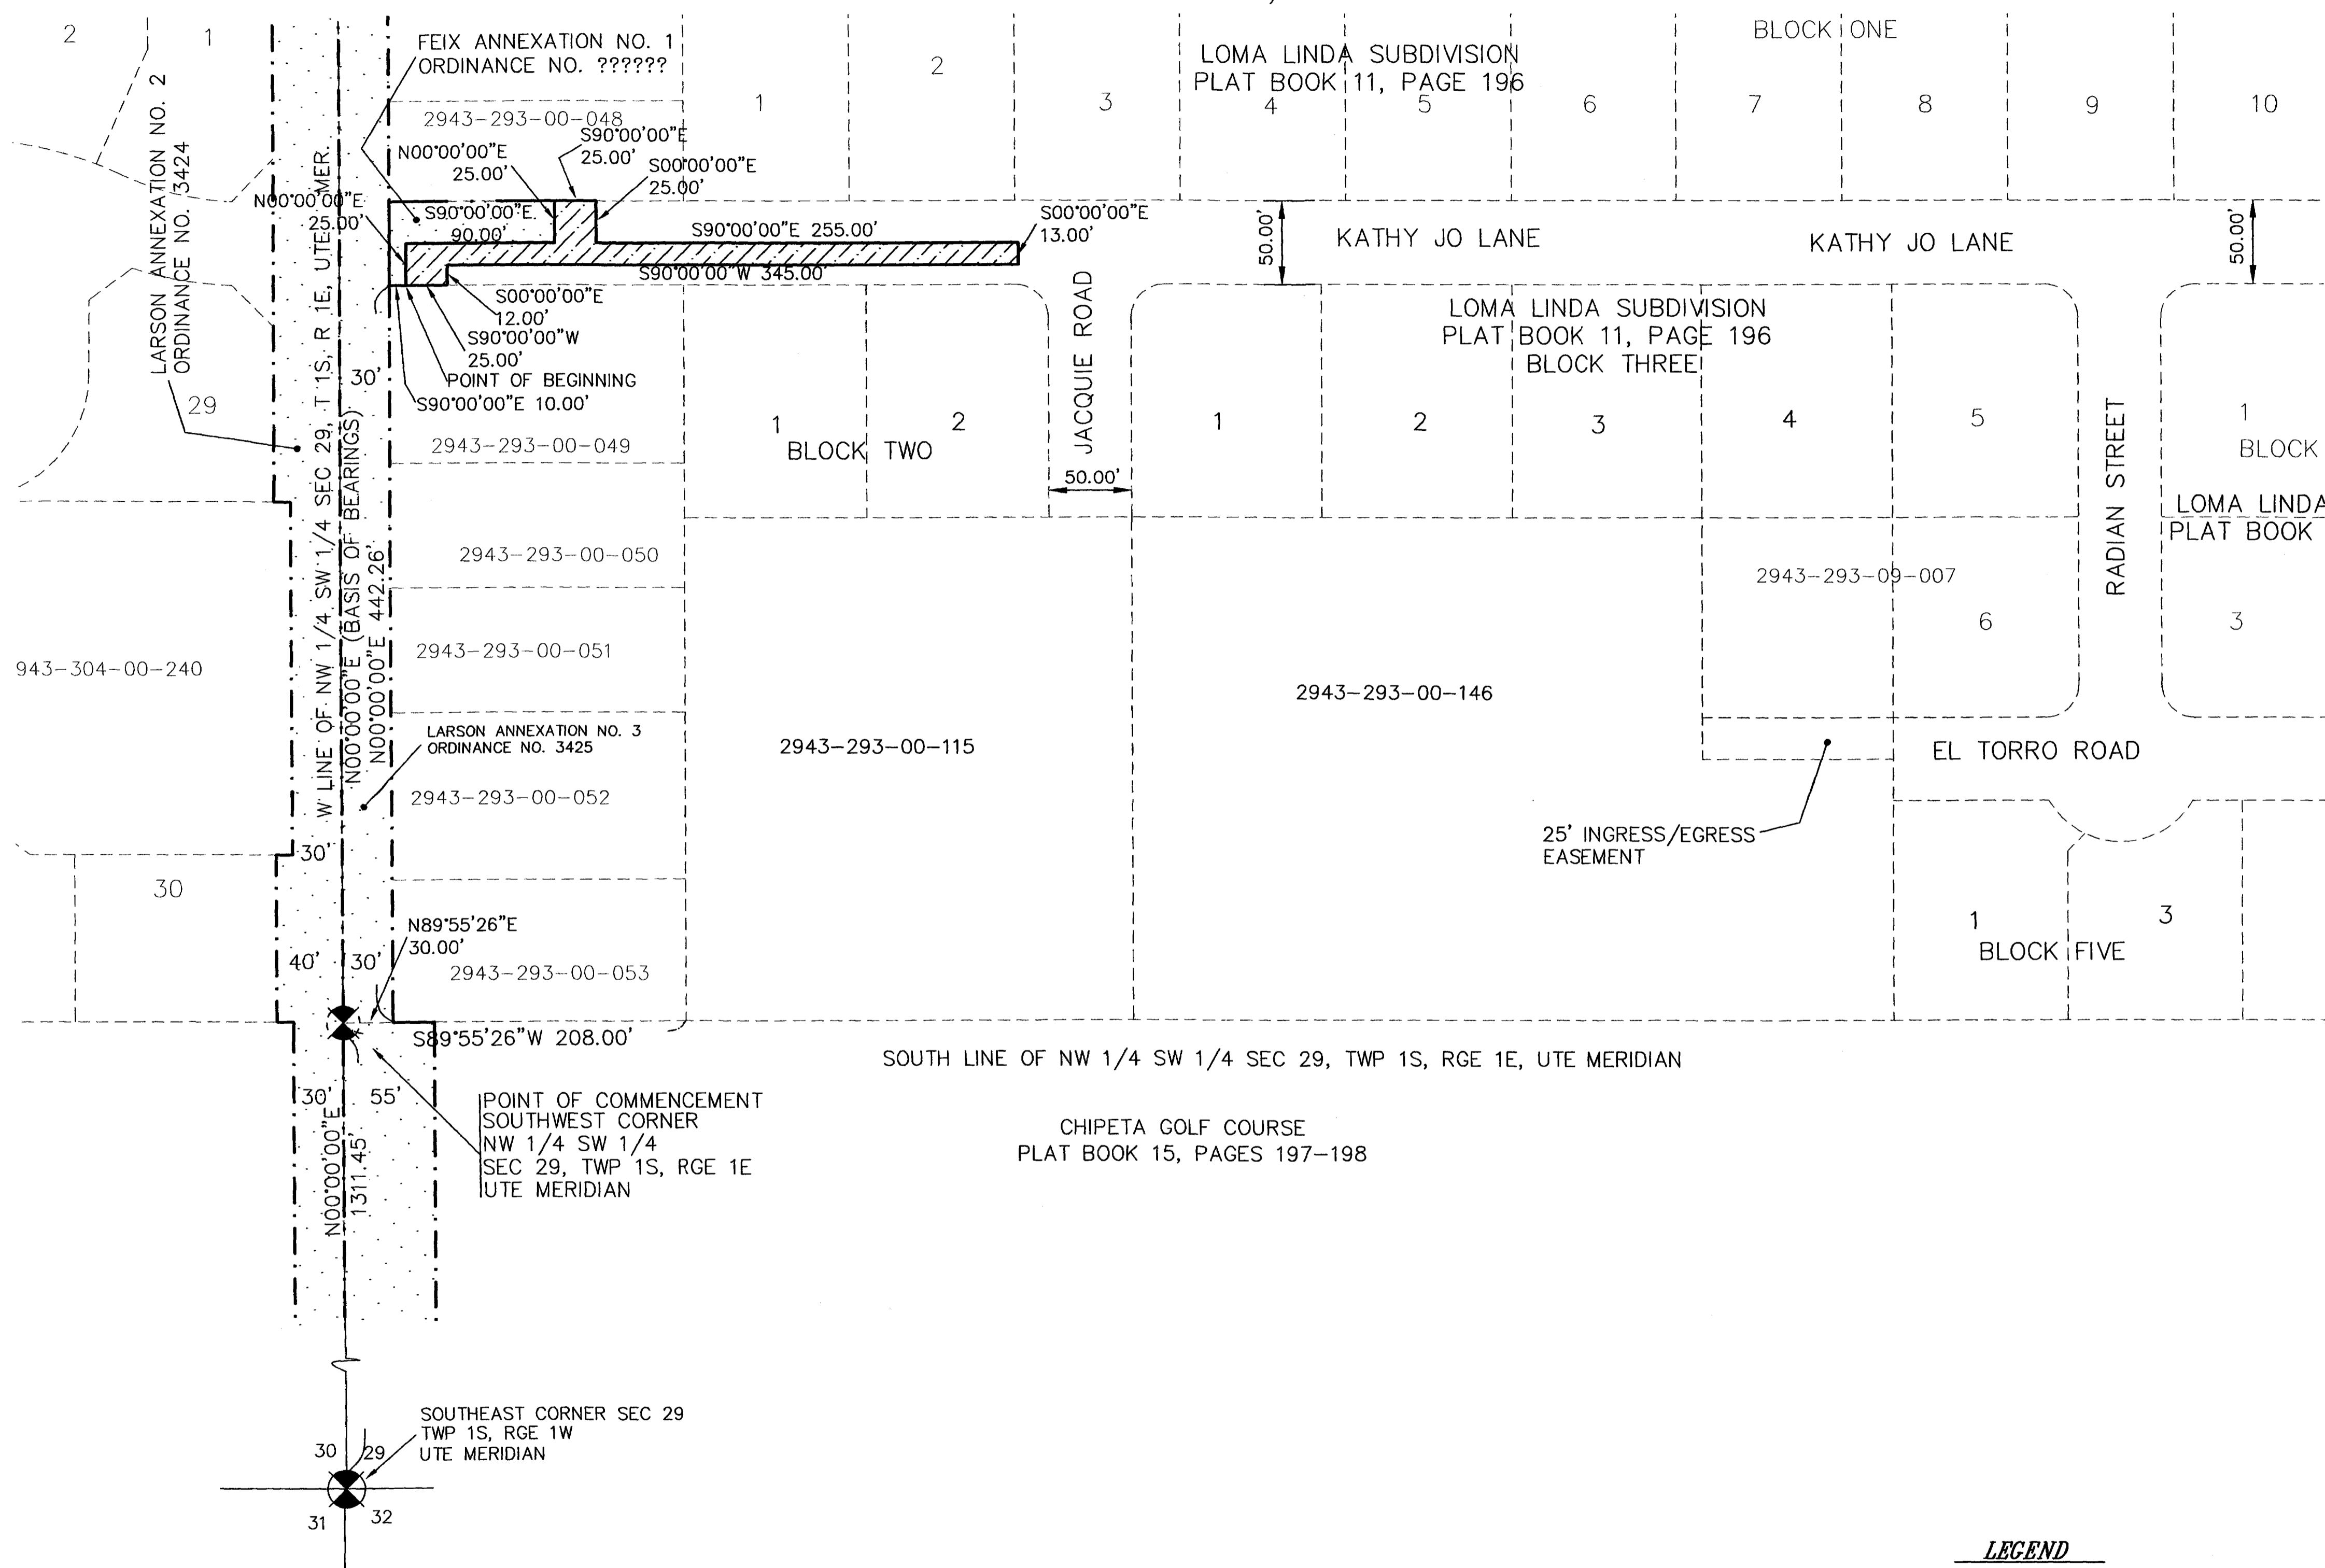 BLOCK ONE
2
1
FEIX ANNEXATION NO. 1
ORDINANCE NO. ??????
LOMA LINDA SUBDIVISION
PLAT BOOK 11, PAGE 196
1
2
3
4
5
6
7
8
9
10
LARSON ANNEXATION NO. 2
ORDINANCE NO. 3424
2943-293-00-048
S90°00'00"E
25.00'
N00°00'00"E
25.00'
S00°00'00"E
25.00'
N00°00'00"E
25.00'
S90°00'00"E
90.00'
S90°00'00"E 255.00'
S00°00'00"E
13.00'
S90°00'00"W 345.00'
50.00'
KATHY JO LANE
KATHY JO LANE
50.00'
S00°00'00"E
12.00'
S90°00'00"W
25.00'
POINT OF BEGINNING
S90°00'00"E 10.00'
30'
29
W LINE OF NW 1/4 SW 1/4 SEC 29, T 1S, R 1E, UTE MER.
N00°00'00"E (BASIS OF BEARINGS)
N00°00'00"E 442.26'
LOMA LINDA SUBDIVISION
PLAT BOOK 11, PAGE 196
BLOCK THREE
JACQUIE ROAD
50.00'
2943-293-00-049
1
2
BLOCK TWO
1
2
3
4
5
RADIAN STREET
1
BLOCK
LOMA LINDA
PLAT BOOK
2943-293-00-050
2943-293-09-007
6
3
2943-293-00-051
943-304-00-240
2943-293-00-146
LARSON ANNEXATION NO. 3
ORDINANCE NO. 3425
2943-293-00-115
EL TORRO ROAD
2943-293-00-052
25' INGRESS/EGRESS
EASEMENT
30'
30
N89°55'26"E
30.00'
40'
30'
2943-293-00-053
1
3
BLOCK FIVE
S89°55'26"W 208.00'
SOUTH LINE OF NW 1/4 SW 1/4 SEC 29, TWP 1S, RGE 1E, UTE MERIDIAN
30'
55'
N00°00'00"E
1311.45'
POINT OF COMMENCEMENT
SOUTHWEST CORNER
NW 1/4 SW 1/4
SEC 29, TWP 1S, RGE 1E
UTE MERIDIAN
CHIPETA GOLF COURSE
PLAT BOOK 15, PAGES 197-198
SOUTHEAST CORNER SEC 29
TWP 1S, RGE 1W
UTE MERIDIAN
30
29
31
32
LEGEND